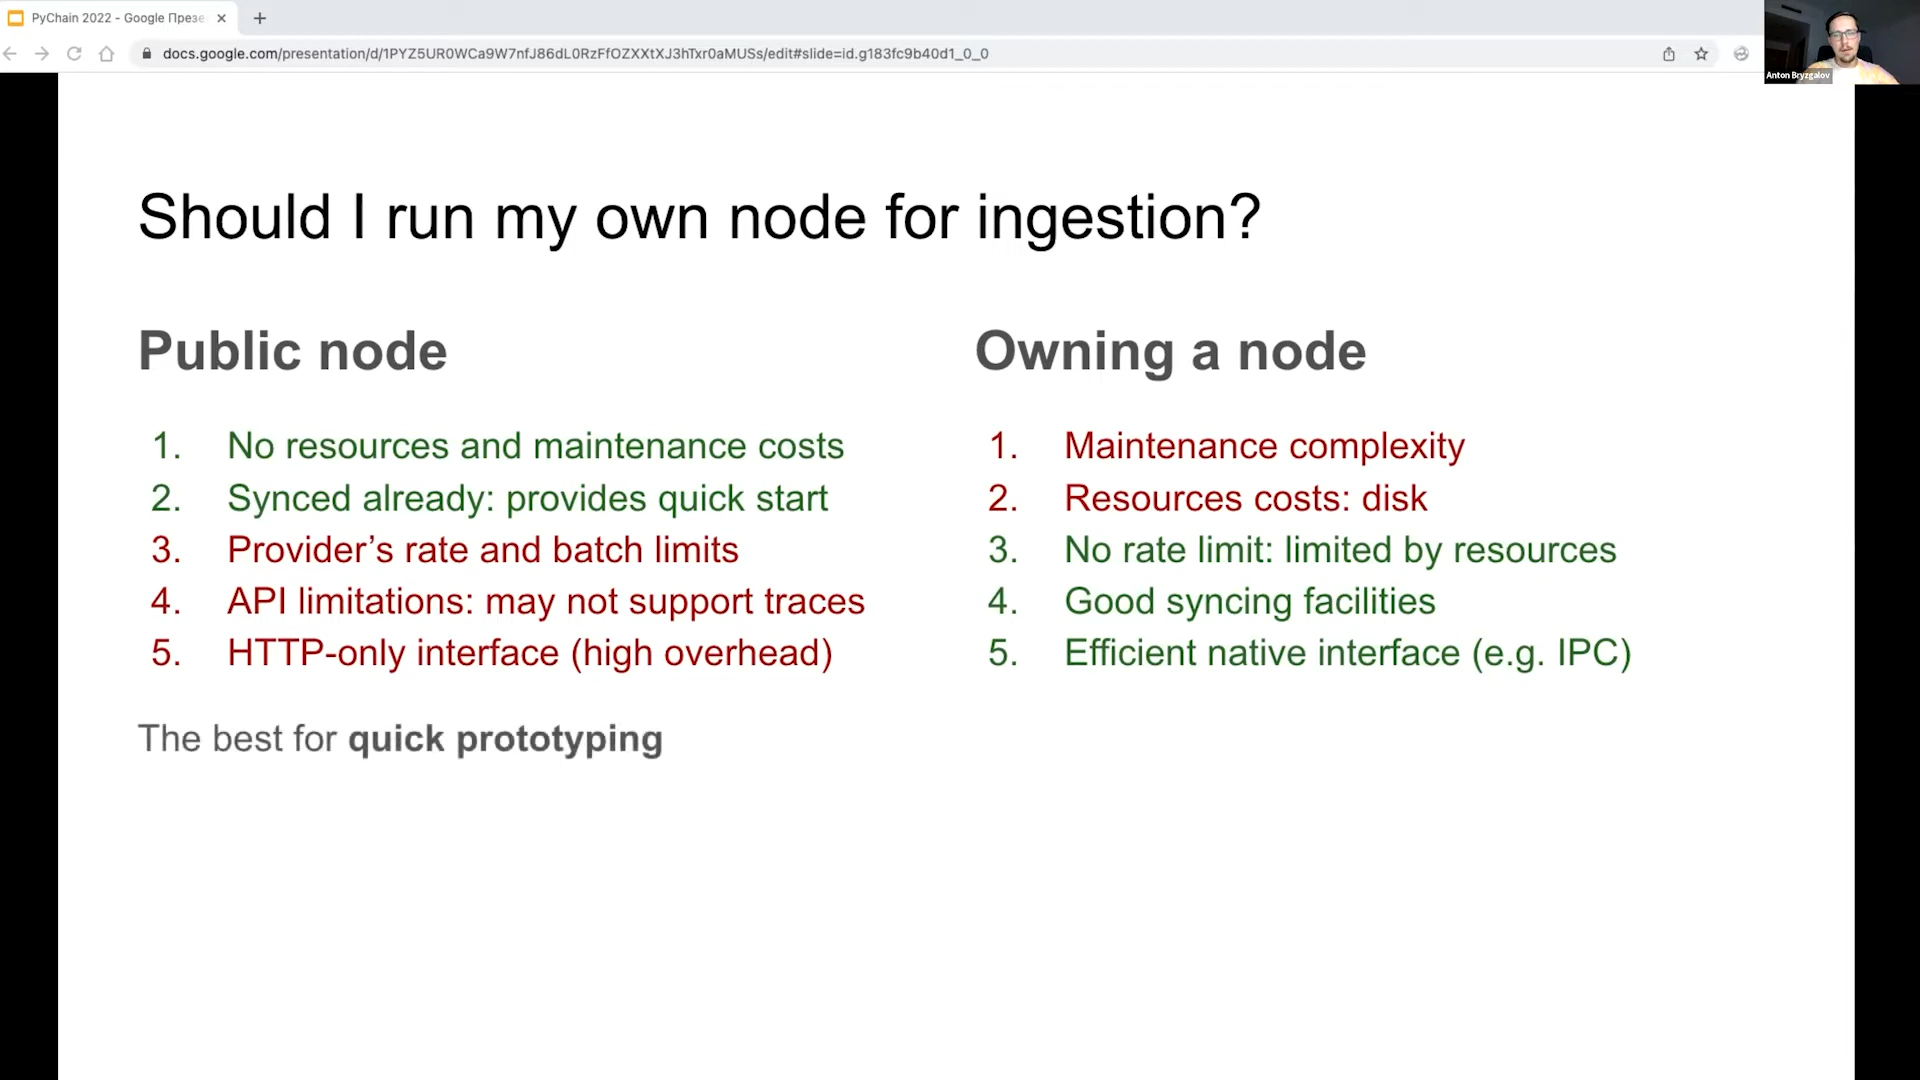 PyChain 2022 - Google Презе
docs.google.com/presentation/d/1PYZ5UR0WCa9W7nfJ86dL0RzFfOZXXtXJ3hTxr0aMUSs/edit#slide=id.g183fc9b40d1_0_0
Anton Bryzgalov
Should I run my own node for ingestion?
Public node
1. No resources and maintenance costs
2. Synced already: provides quick start
3. Provider’s rate and batch limits
4. API limitations: may not support traces
5. HTTP-only interface (high overhead)
The best for quick prototyping
Owning a node
1. Maintenance complexity
2. Resources costs: disk
3. No rate limit: limited by resources
4. Good syncing facilities
5. Efficient native interface (e.g. IPC)